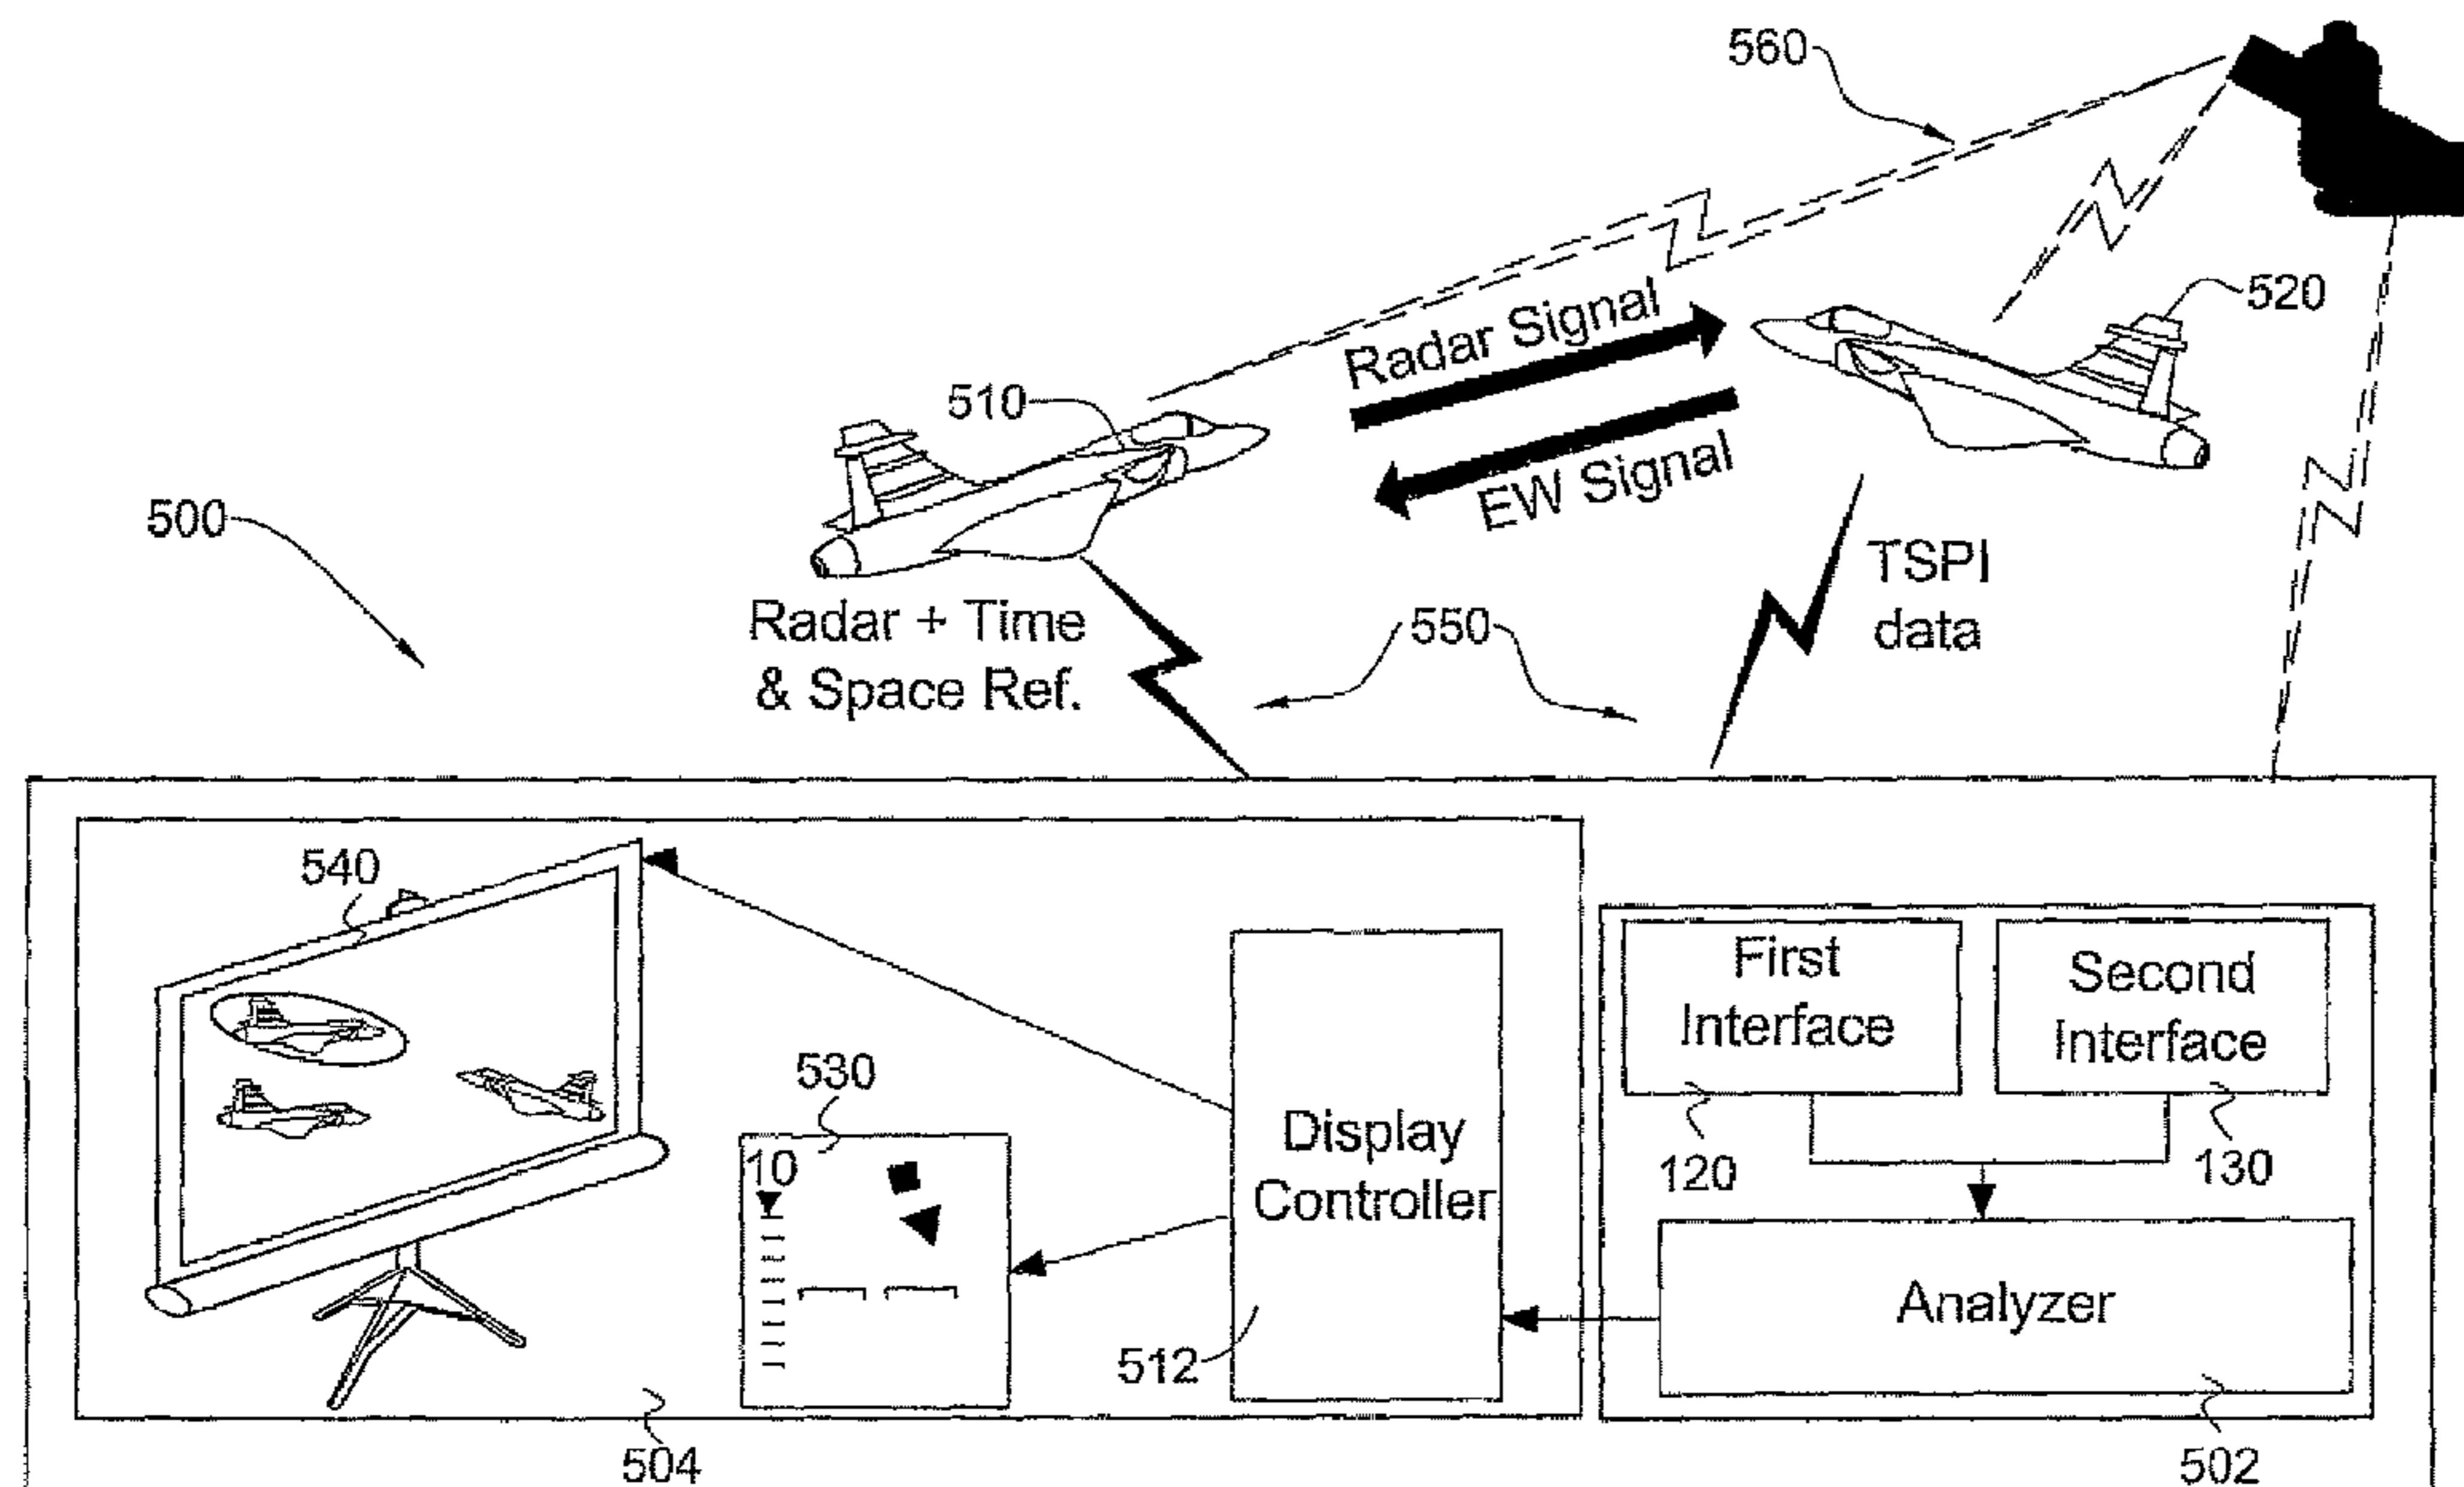 560
Radar Signal
520
510
EW Signal
500
TSPI
data
Radar + Time
& Space Ref.
550
540
First
Interface
Second
Interface
530
10
Display
Controller
120
130
Analyzer
512
504
502